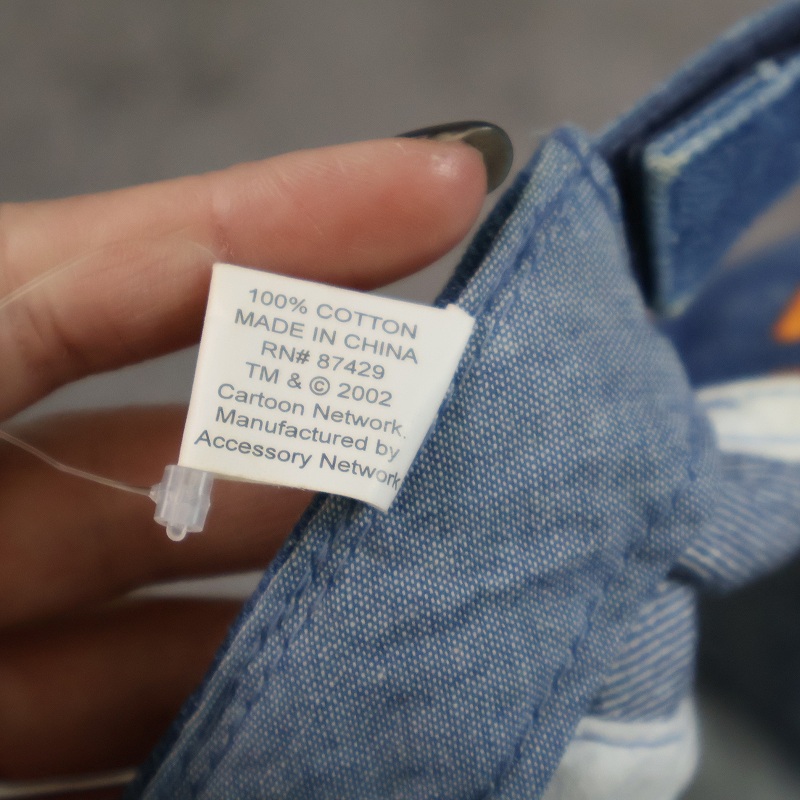 100% COTTON
MADE IN CHINA
RN# 87429
TM & © 2002
Cartoon Network.
Manufactured by
Accessory Network